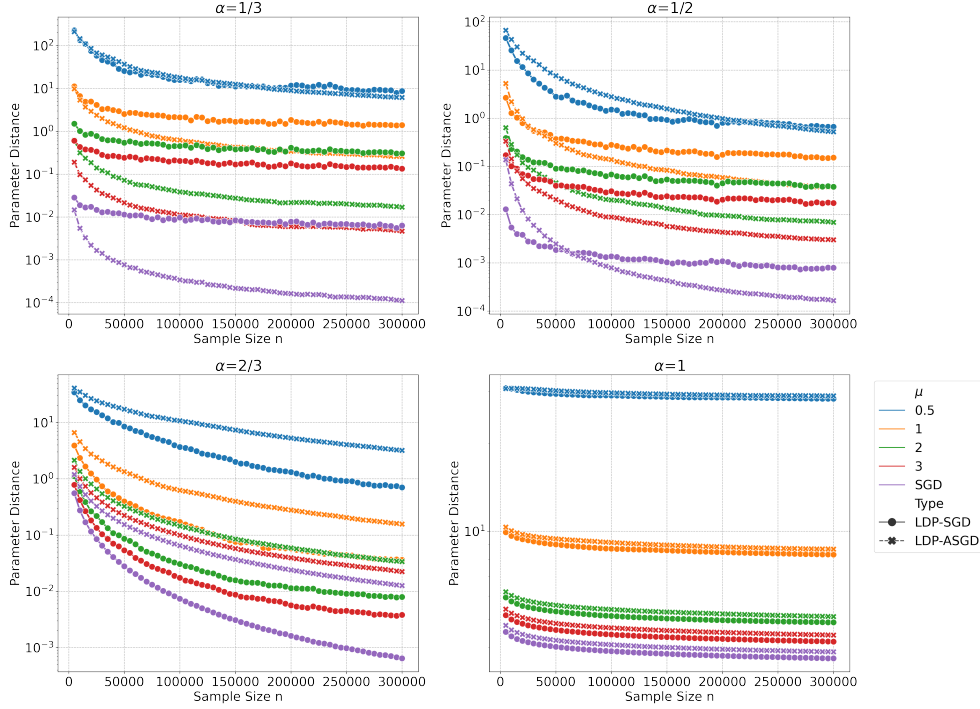 α=1/3
10²
10¹
10⁰
10⁻¹
10⁻²
10⁻³
10⁻⁴
Parameter Distance
0 50000 100000 150000 200000 250000 300000
Sample Size n
α=1/2
10²
10¹
10⁰
10⁻¹
10⁻²
10⁻³
10⁻⁴
Parameter Distance
0 50000 100000 150000 200000 250000 300000
Sample Size n
α=2/3
10¹
10⁰
10⁻¹
10⁻²
10⁻³
Parameter Distance
0 50000 100000 150000 200000 250000 300000
Sample Size n
α=1
10¹
Parameter Distance
0 50000 100000 150000 200000 250000 300000
Sample Size n
μ
0.5
1
2
3
SGD
Type
LDP-SGD
LDP-ASGD